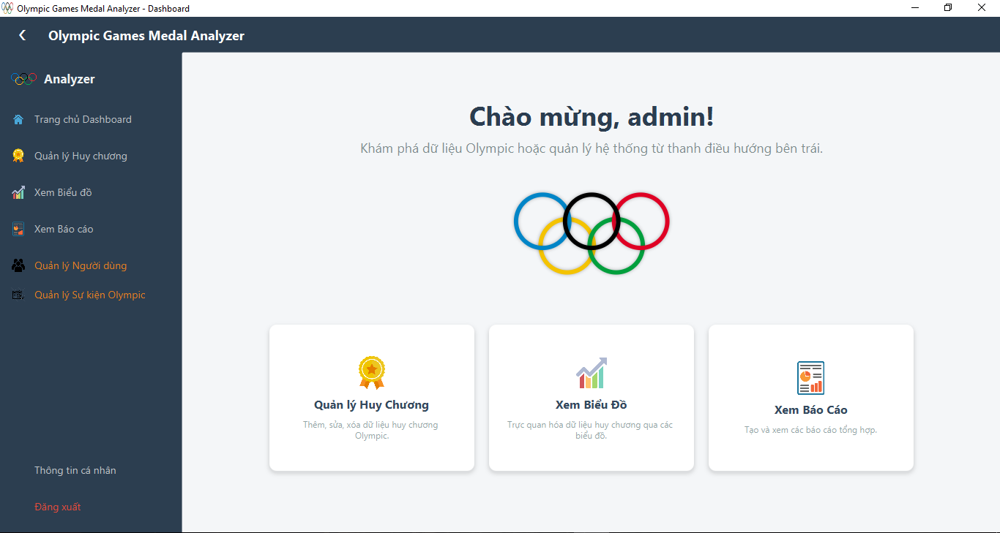 Olympic Games Medal Analyzer - Dashboard
Olympic Games Medal Analyzer
Analyzer
Trang chủ Dashboard
Quản lý Huy chương
Xem Biểu đồ
Xem Báo cáo
Quản lý Người dùng
Quản lý Sự kiện Olympic
Thông tin cá nhân
Đăng xuất
Chào mừng, admin!
Khám phá dữ liệu Olympic hoặc quản lý hệ thống từ thanh điều hướng bên trái.
Quản lý Huy Chương
Thêm, sửa, xóa dữ liệu huy chương
Olympic.
Xem Biểu Đồ
Trực quan hóa dữ liệu huy chương qua các
biểu đồ.
Xem Báo Cáo
Tạo và xem các báo cáo tổng hợp.